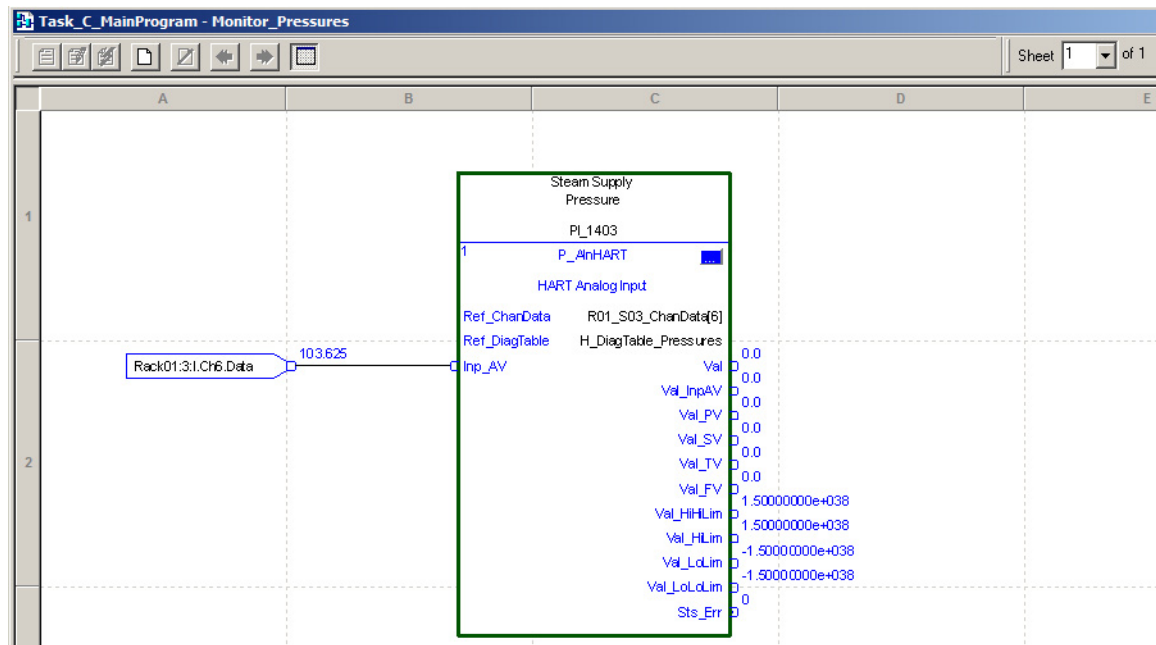 Task_C_MainProgram - Monitor_Pressures
Sheet 1 of 1
A B C D E
1
Steam Supply
Pressure
PI_1403
1 P_AInHART ...
HART Analog Input
Ref_ChanData R01_S03_ChanData[6]
Ref_DiagTable H_DiagTable_Pressures
2
Rack01:3:I.Ch6.Data 103.625 Inp_AV Val 0.0
Val_InpAV 0.0
Val_PV 0.0
Val_SV 0.0
Val_TV 0.0
Val_FV 0.0
Val_HiHiLim 1.50000000e+038
Val_HiLim 1.50000000e+038
Val_LoLim -1.50000000e+038
Val_LoLoLim -1.50000000e+038
Sts_Err 0